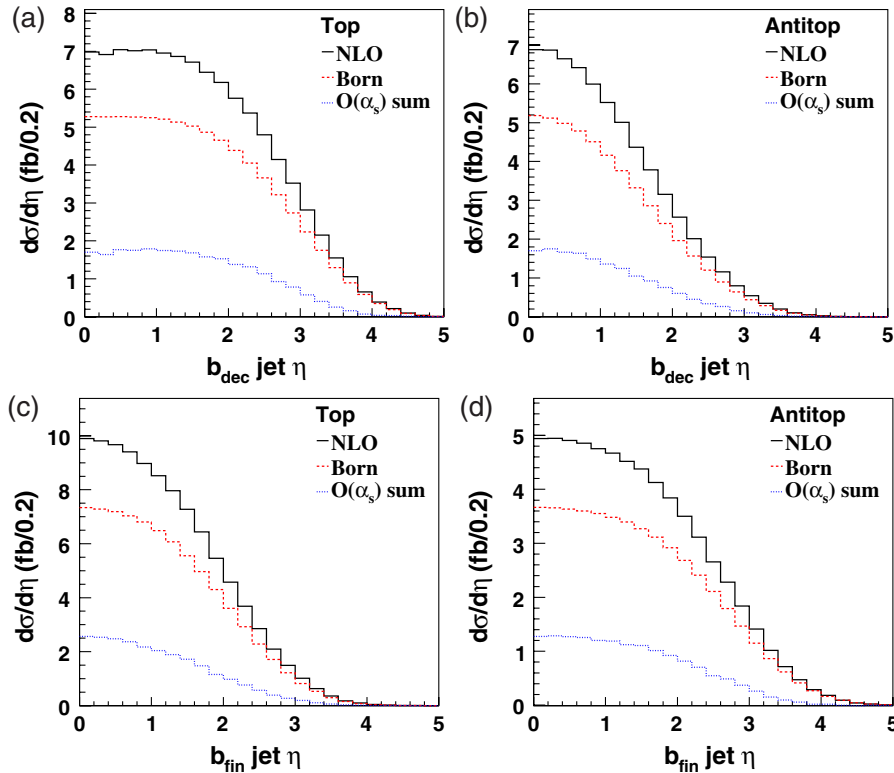 (a)
Top
NLO
Born
O(αs) sum
dσ/dη (fb/0.2)
8
7
6
5
4
3
2
1
0
0 1 2 3 4 5
bdec jet η
(b)
Antitop
NLO
Born
O(αs) sum
dσ/dη (fb/0.2)
7
6
5
4
3
2
1
0
0 1 2 3 4 5
bdec jet η
(c)
Top
NLO
Born
O(αs) sum
dσ/dη (fb/0.2)
10
8
6
4
2
0
0 1 2 3 4 5
bfin jet η
(d)
Antitop
NLO
Born
O(αs) sum
dσ/dη (fb/0.2)
5
4
3
2
1
0
0 1 2 3 4 5
bfin jet η